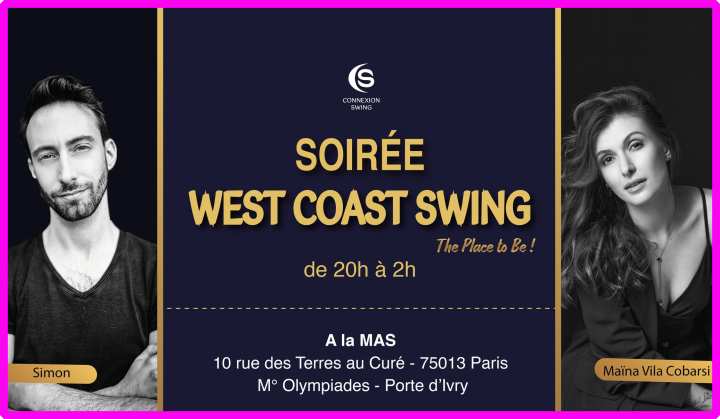 CONNEXION
SWING
SOIRÉE
WEST COAST SWING
The Place to Be !
de 20h à 2h
A la MAS
10 rue des Terres au Curé - 75013 Paris
M° Olympiades - Porte d'Ivry
Simon
Maïna Vila Cobarsi